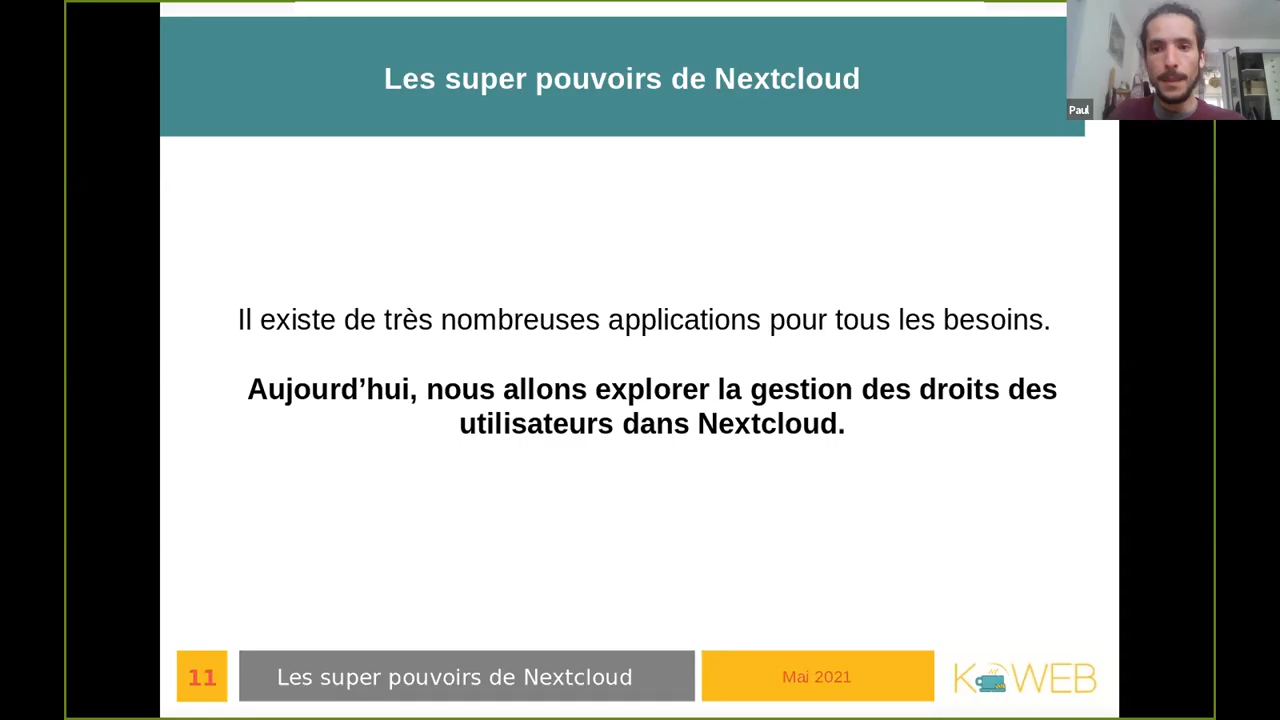 Les super pouvoirs de Nextcloud
Paul
Il existe de très nombreuses applications pour tous les besoins.
Aujourd’hui, nous allons explorer la gestion des droits des
utilisateurs dans Nextcloud.
11
Les super pouvoirs de Nextcloud
Mai 2021
K WEB